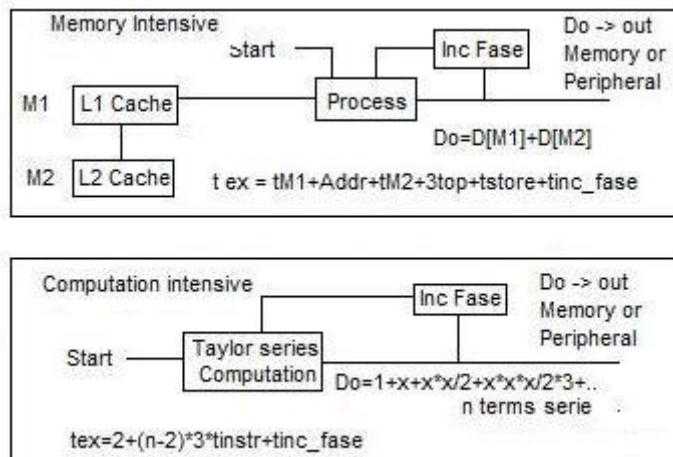 Memory Intensive
Start
Inc Fase
Do -> out
Memory or
Peripheral
M1
L1 Cache
Process
Do=D[M1]+D[M2]
M2
L2 Cache
t ex = tM1+Addr+tM2+3top+tstore+tinc_fase
Computation intensive
Inc Fase
Do -> out
Memory or
Peripheral
Start
Taylor series
Computation
Do=1+x+x*x/2+x*x*x/2*3+..
n terms serie .
tex=2+(n-2)*3*tinstr+tinc_fase